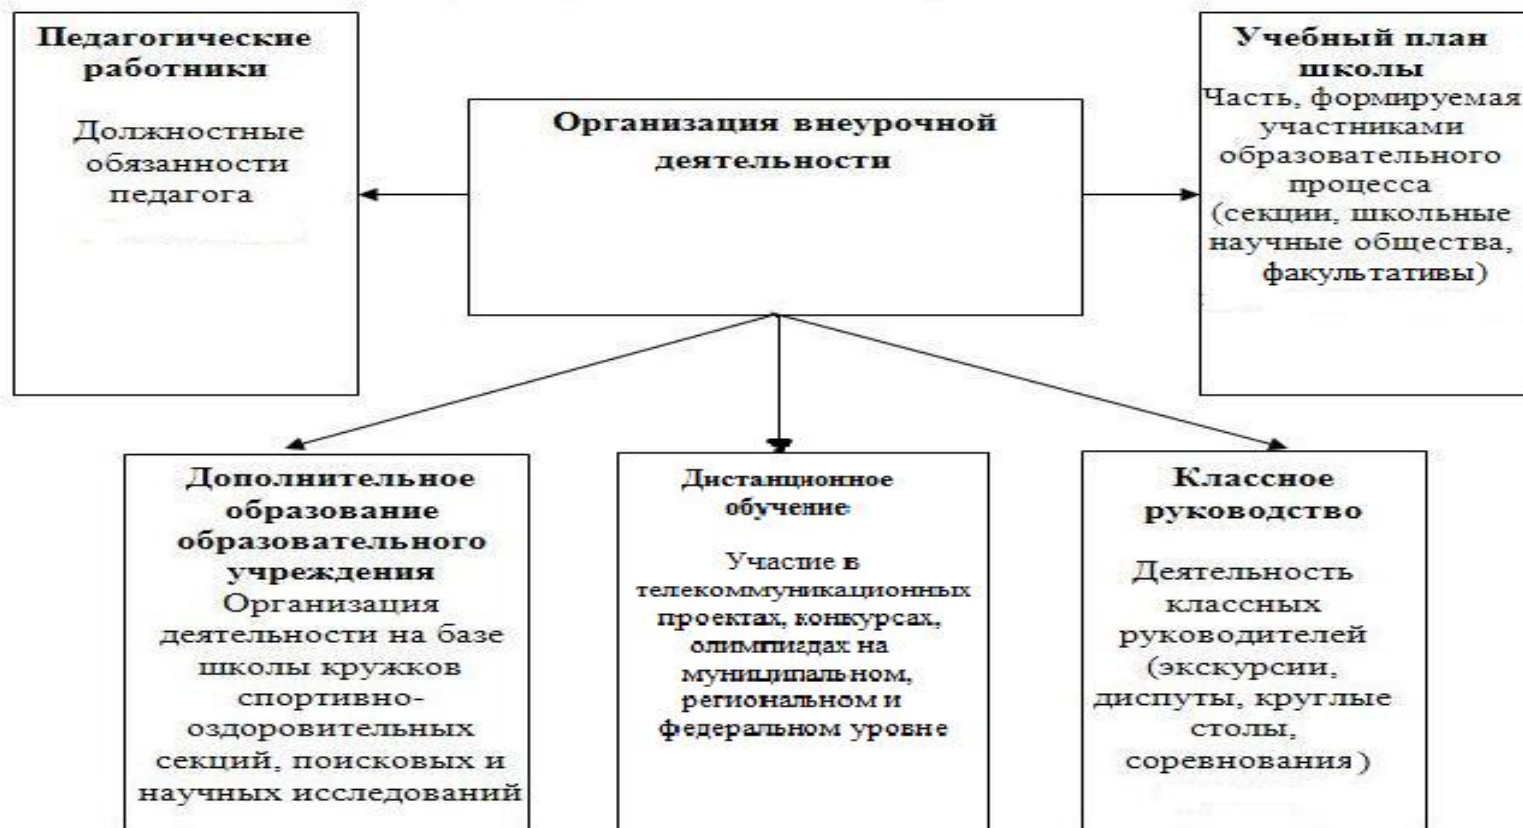 Педагогические
работники
Должностные
обязанности
педагога
Организация внеурочной
деятельности
Учебный план
школы
Часть, формируемая
участниками
образовательного
процесса
(секции, школьные
научные общества,
факультативы)
Дополнительное
образование
образовательного
учреждения
Организация
деятельности на базе
школы кружков
спортивно-
оздоровительных
секций, поисковых и
научных исследований
Дистанционное
обучение
Участие в
телекоммуникационных
проектах, конкурсах,
олимпиадах на
муниципальном,
региональном и
федеральном уровне
Классное
руководство
Деятельность
классных
руководителей
(экскурсии,
диспуты, круглые
столы,
соревнования)